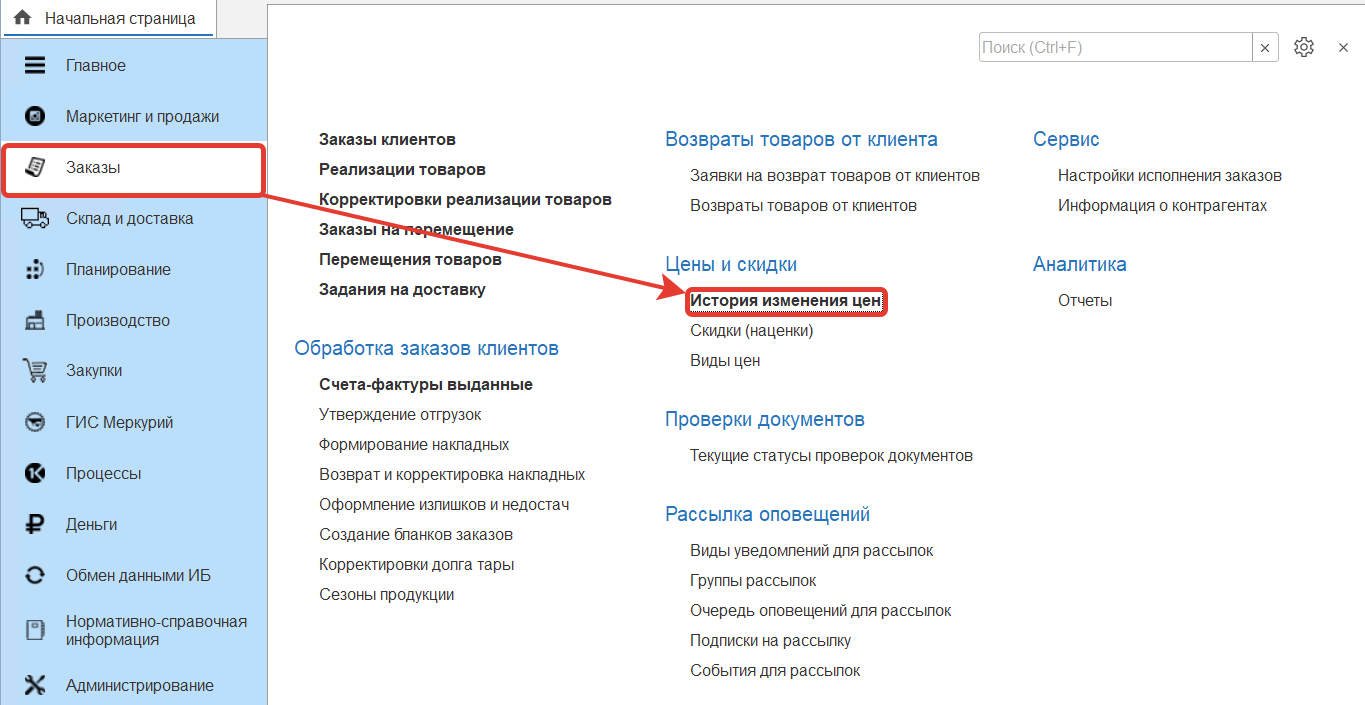 Начальная страница
Главное
Маркетинг и продажи
Заказы
Склад и доставка
Планирование
Производство
Закупки
ГИС Меркурий
Процессы
Деньги
Обмен данными ИБ
Нормативно-справочная
информация
Администрирование
Поиск (Ctrl+F)
Заказы клиентов
Реализации товаров
Корректировки реализации товаров
Заказы на перемещение
Перемещения товаров
Задания на доставку
Обработка заказов клиентов
Счета-фактуры выданные
Утверждение отгрузок
Формирование накладных
Возврат и корректировка накладных
Оформление излишков и недостач
Создание бланков заказов
Корректировки долга тары
Сезоны продукции
Возвраты товаров от клиента
Заявки на возврат товаров от клиентов
Возвраты товаров от клиентов
Цены и скидки
История изменения цен
Скидки (наценки)
Виды цен
Проверки документов
Текущие статусы проверок документов
Рассылка оповещений
Виды уведомлений для рассылок
Группы рассылок
Очередь оповещений для рассылок
Подписки на рассылку
События для рассылок
Сервис
Настройки исполнения заказов
Информация о контрагентах
Аналитика
Отчеты